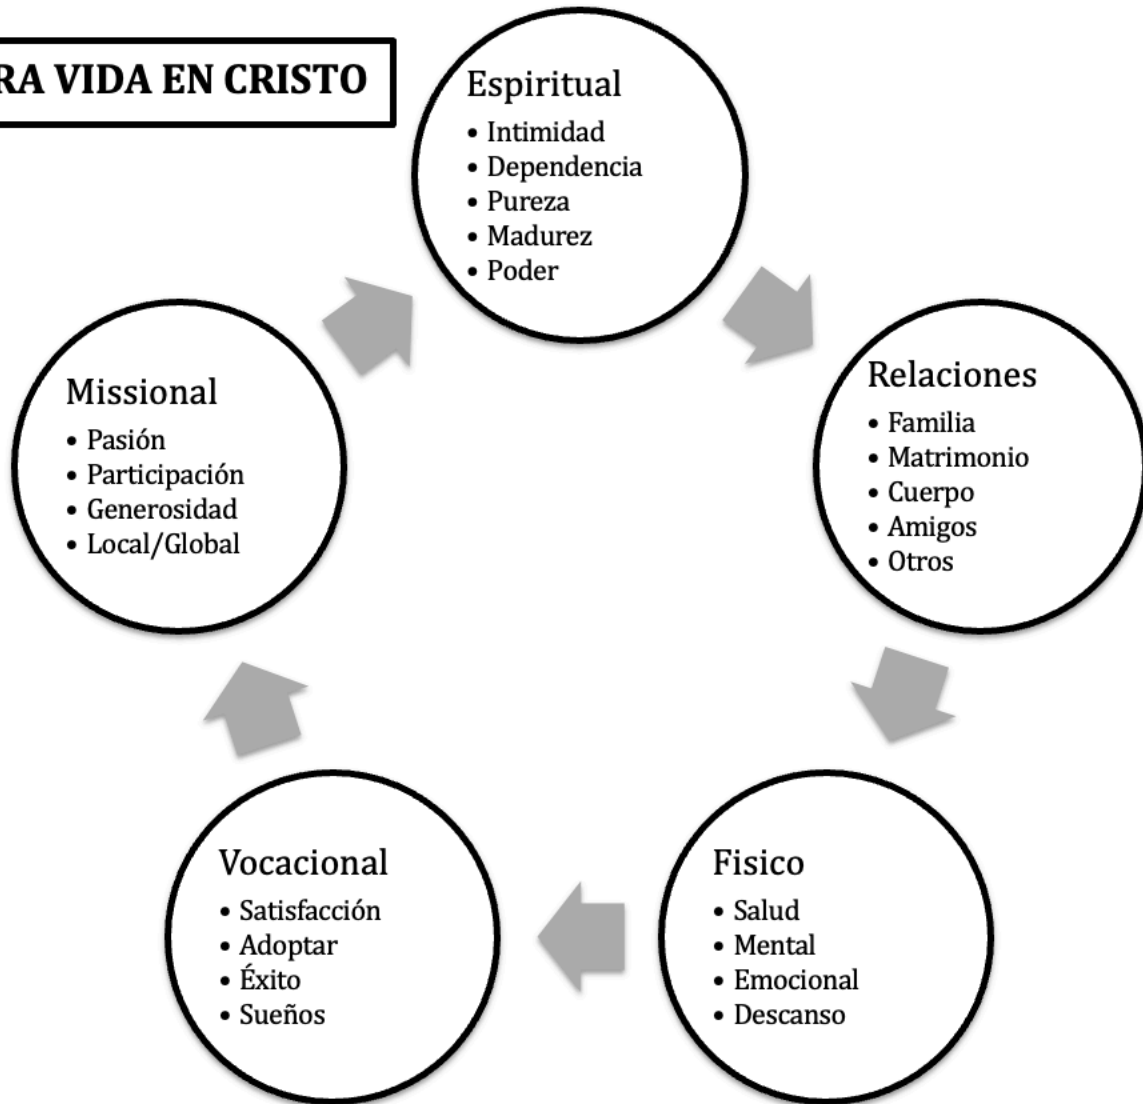 RA VIDA EN CRISTO
Espiritual
• Intimidad
• Dependencia
• Pureza
• Madurez
• Poder
Relaciones
• Familia
• Matrimonio
• Cuerpo
• Amigos
• Otros
Fisico
• Salud
• Mental
• Emocional
• Descanso
Vocacional
• Satisfacción
• Adoptar
• Éxito
• Sueños
Missional
• Pasión
• Participación
• Generosidad
• Local/Global